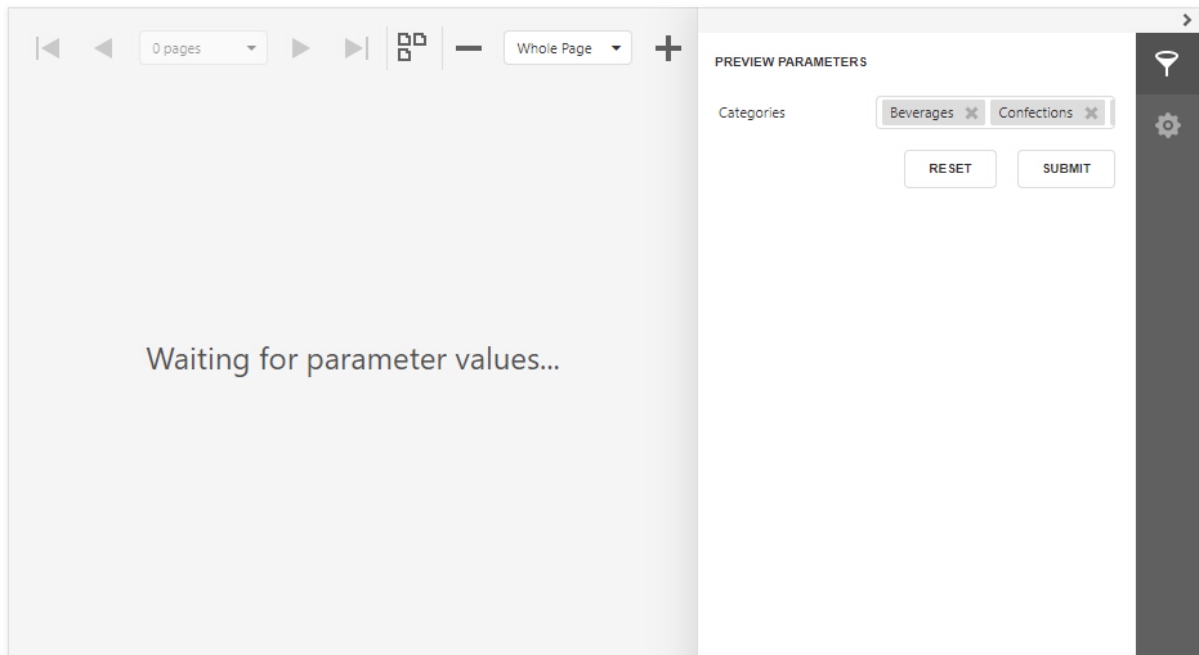 0 pages
Whole Page
PREVIEW PARAMETERS
Categories
Beverages Confections
RESET SUBMIT
Waiting for parameter values...